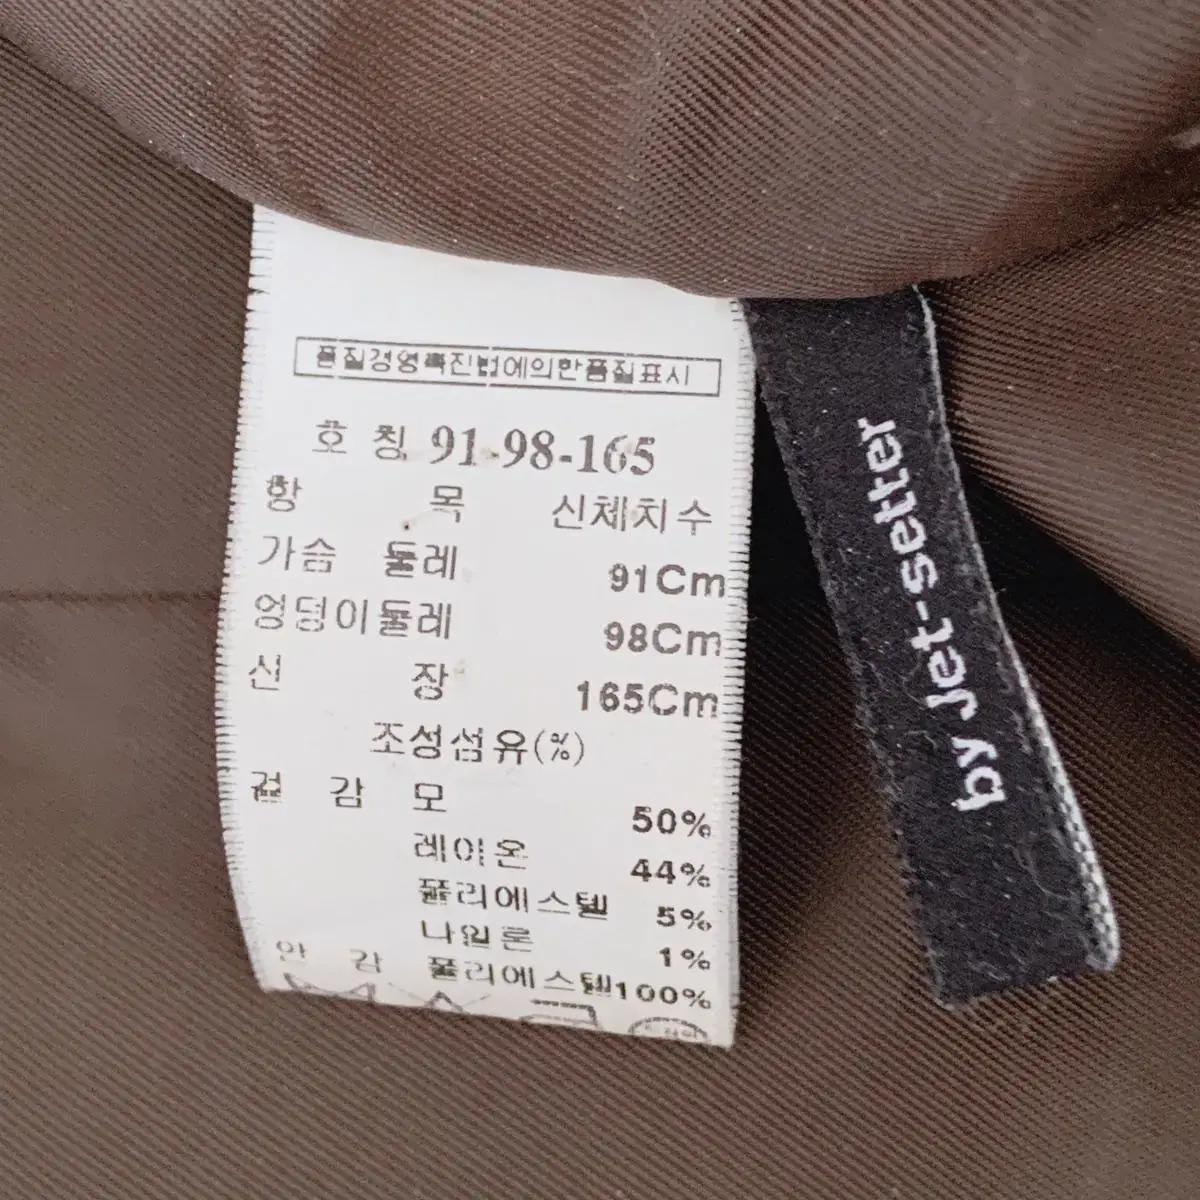 품질경영촉진법에의한품질표시
호 칭 91-98-165
항 목 신체치수
가슴 둘레 91Cm
엉덩이둘레 98Cm
신 장 165Cm
조성섬유(%)
겉 감 모 50%
레이온 44%
폴리에스텔 5%
나일론 1%
안 감 폴리에스텔100%
by Jet-setter